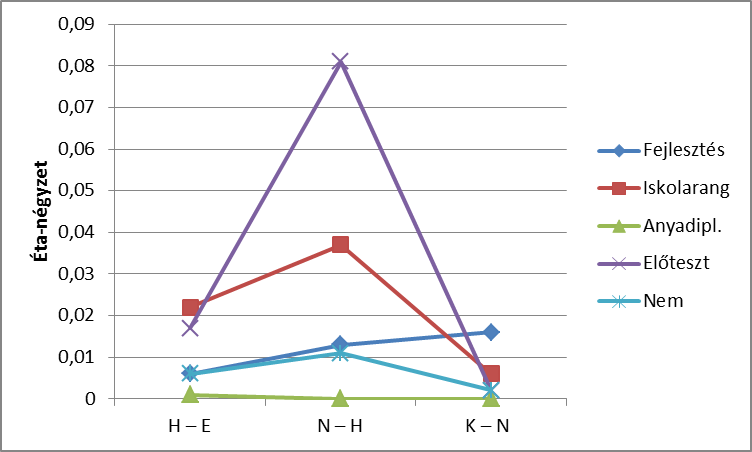 Éta-négyzet
0,09
0,08
0,07
0,06
0,05
0,04
0,03
0,02
0,01
0
H – E
N – H
K – N
Fejlesztés
Iskolarang
Anyadipl.
Előteszt
Nem